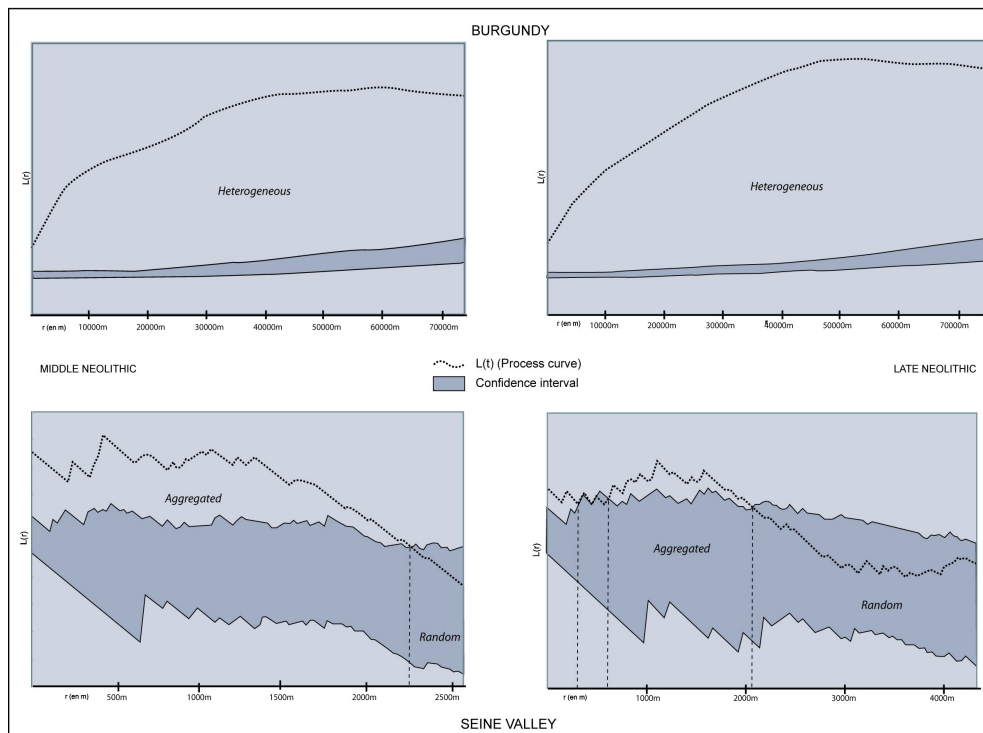 BURGUNDY
L(r)
Heterogeneous
r (en m) 10000m 20000m 30000m 40000m 50000m 60000m 70000m
L(r)
Heterogeneous
r (en m) 10000m 20000m 30000m 40000m 50000m 60000m 70000m
MIDDLE NEOLITHIC
L(t) (Process curve)
Confidence interval
LATE NEOLITHIC
L(r)
Aggregated
Random
r (en m) 500m 1000m 1500m 2000m 2500m
L(r)
Aggregated
Random
r (en m) 1000m 2000m 3000m 4000m
SEINE VALLEY